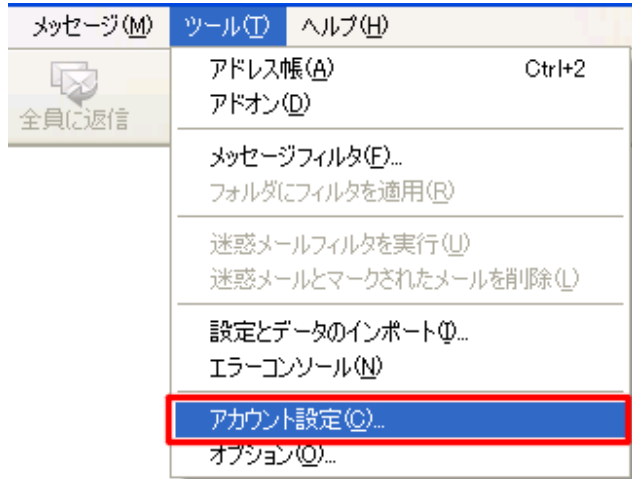 メッセージ(M) ツール(T) ヘルプ(H)
全員に返信
アドレス帳(A) Ctrl+2
アドオン(D)
メッセージフィルタ(F)...
フォルダにフィルタを適用(R)
迷惑メールフィルタを実行(U)
迷惑メールとマークされたメールを削除(L)
設定とデータのインポート(I)...
エラーコンソール(N)
アカウント設定(C)...
オプション(O)...